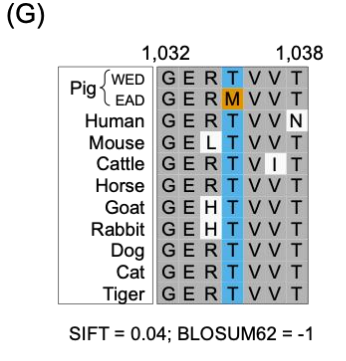 (G)
1,032 1,038
Pig { WED G E R T V V T
EAD G E R M V V T
Human G E R T V V N
Mouse G E L T V V T
Cattle G E R T V I T
Horse G E R T V V T
Goat G E H T V V T
Rabbit G E H T V V T
Dog G E R T V V T
Cat G E R T V V T
Tiger G E R T V V T
SIFT = 0.04; BLOSUM62 = -1